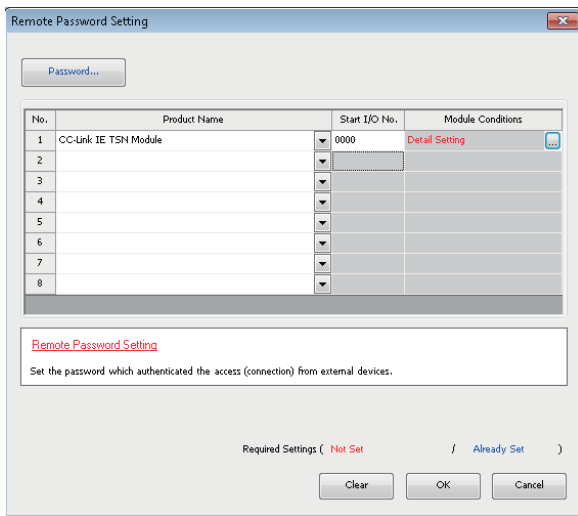 Remote Password Setting
Password...
No. Product Name Start I/O No. Module Conditions
1 CC-Link IE TSN Module 0000 Detail Setting ...
2
3
4
5
6
7
8
Remote Password Setting
Set the password which authenticated the access (connection) from external devices.
Required Settings ( Not Set / Already Set )
Clear OK Cancel